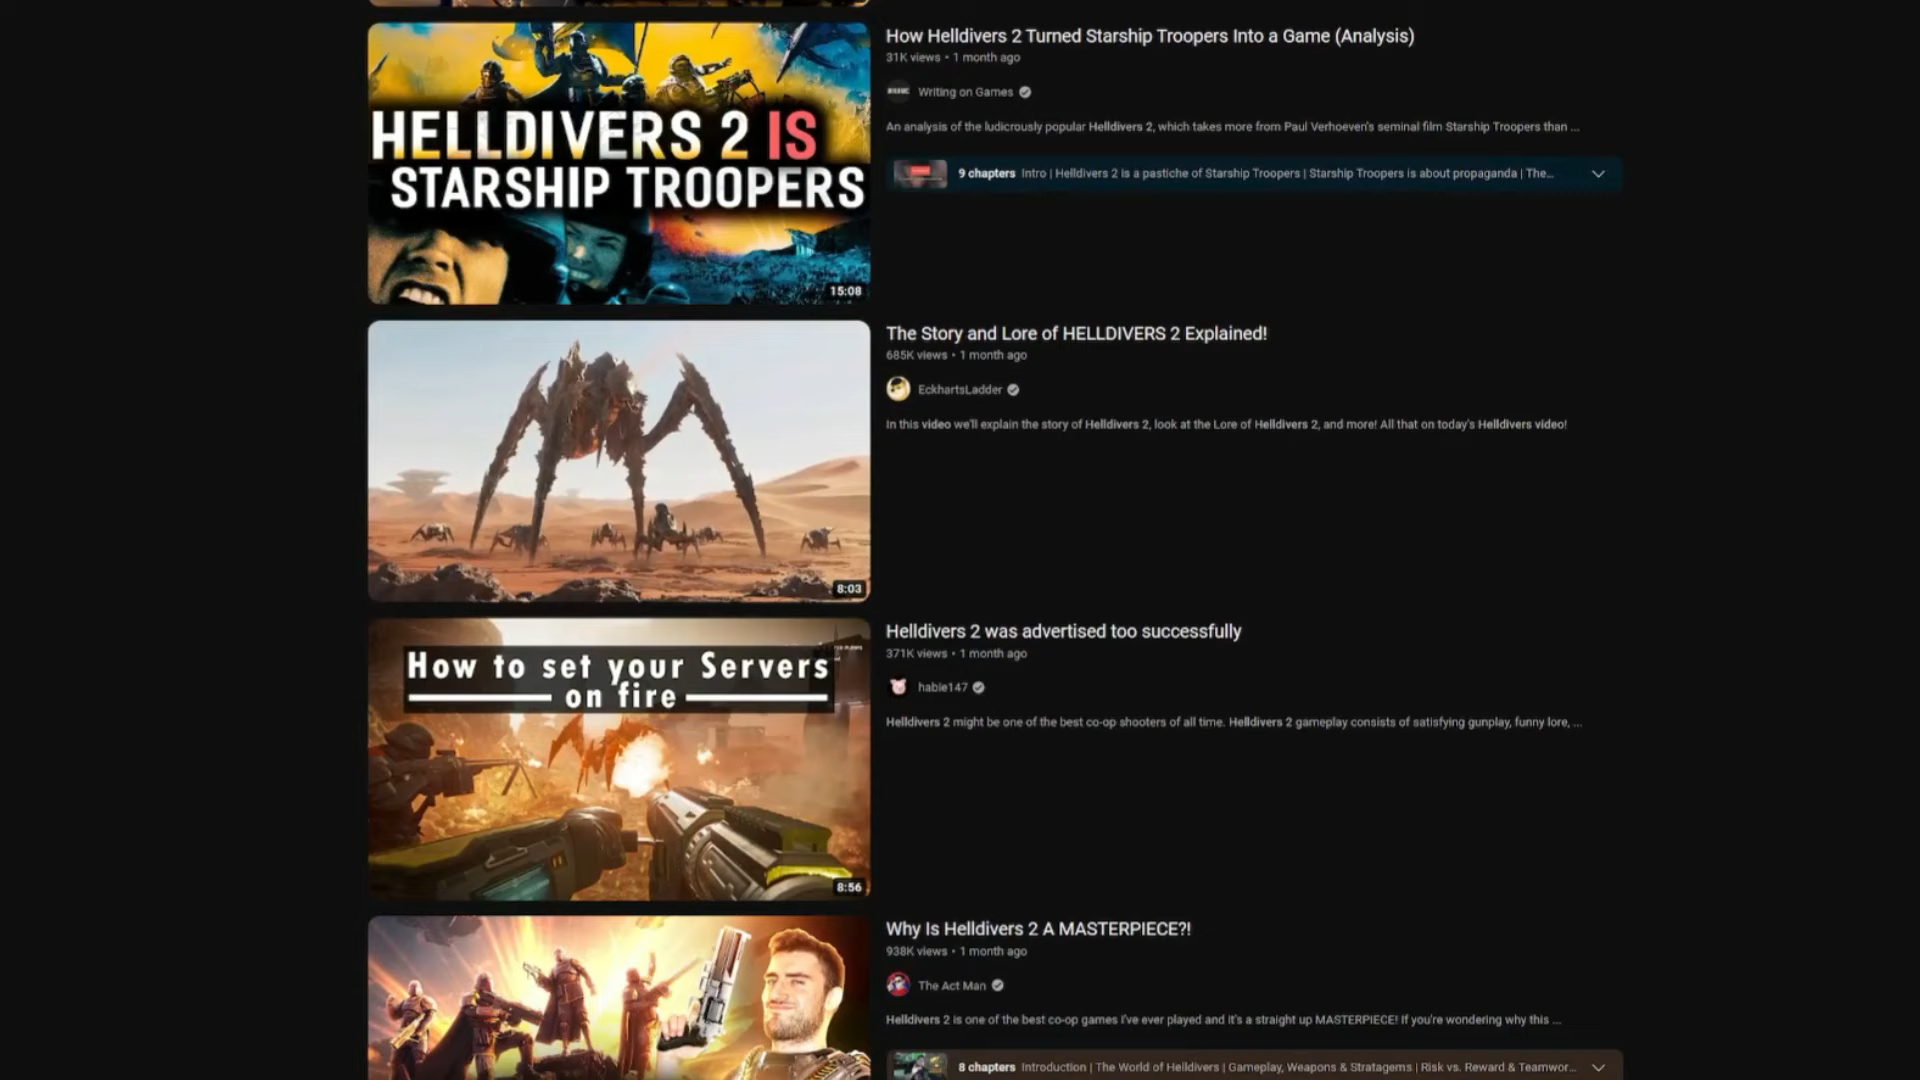 HELLDIVERS 2 IS
STARSHIP TROOPERS
15:08
How Helldivers 2 Turned Starship Troopers Into a Game (Analysis)
31K views • 1 month ago
Writing on Games
An analysis of the ludicrously popular Helldivers 2, which takes more from Paul Verhoeven's seminal film Starship Troopers than ...
9 chapters Intro | Helldivers 2 is a pastiche of Starship Troopers | Starship Troopers is about propaganda | The...
8:03
The Story and Lore of HELLDIVERS 2 Explained!
685K views • 1 month ago
EckhartsLadder
In this video we'll explain the story of Helldivers 2, look at the Lore of Helldivers 2, and more! All that on today's Helldivers video!
How to set your Servers
on fire
8:56
Helldivers 2 was advertised too successfully
371K views • 1 month ago
habie147
Helldivers 2 might be one of the best co-op shooters of all time. Helldivers 2 gameplay consists of satisfying gunplay, funny lore, ...
Why Is Helldivers 2 A MASTERPIECE?!
938K views • 1 month ago
The Act Man
Helldivers 2 is one of the best co-op games I've ever played and it's a straight up MASTERPIECE! If you're wondering why this ...
8 chapters Introduction | The World of Helldivers | Gameplay, Weapons & Stratagems | Risk vs. Reward & Teamwor...